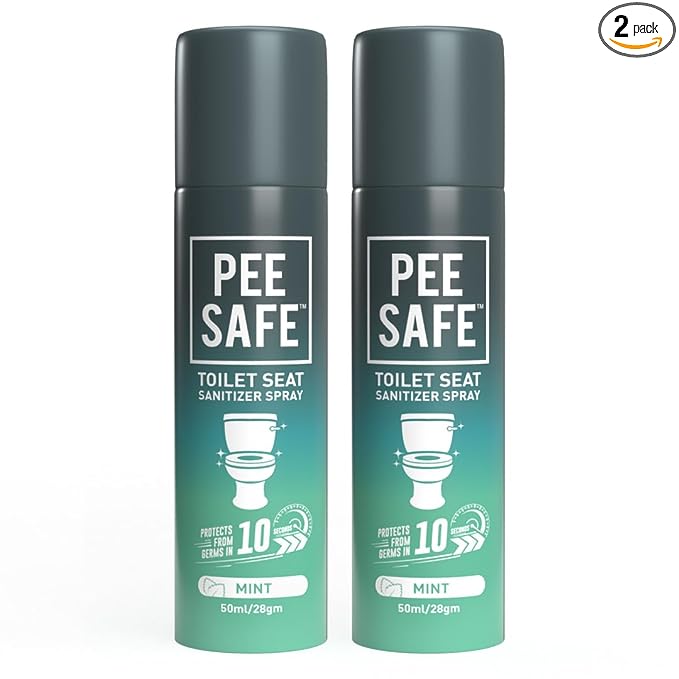 2 pack
PEE
SAFE™
TOILET SEAT
SANITIZER SPRAY
PROTECTS
FROM
GERMS IN
10
SECONDS
MINT
50ml/28gm
PEE
SAFE™
TOILET SEAT
SANITIZER SPRAY
PROTECTS
FROM
GERMS IN
10
SECONDS
MINT
50ml/28gm